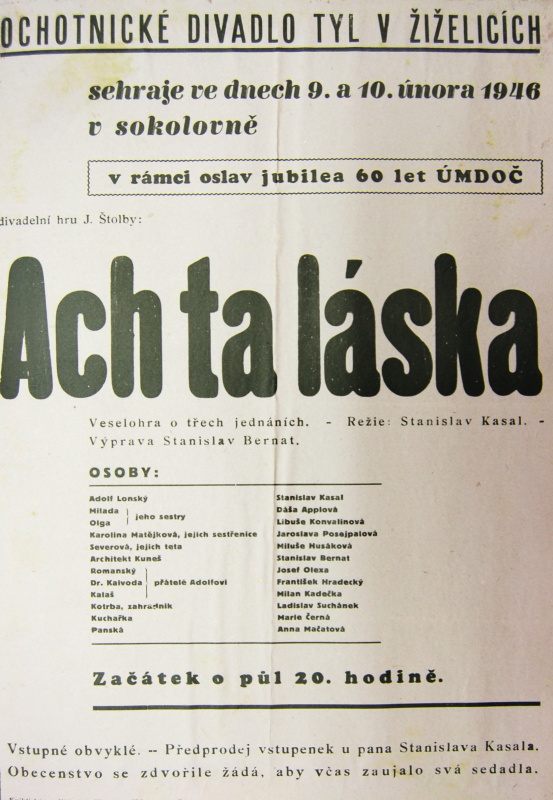 OCHOTNICKÉ DIVADLO TYL V ŽIŽELICÍCH
sehraje ve dnech 9. a 10. února 1946
v sokolovně
v rámci oslav jubilea 60 let ÚMDOČ
divadelní hru J. Štolby:
Ach ta láska
Veselohra o třech jednáních. - Režie: Stanislav Kasal. -
Výprava Stanislav Bernat.
OSOBY:
Adolf Lonský Stanislav Kasal
Milada Dáša Applová
jeho sestry
Olga Libuše Konvalinová
Karolina Matějková, jejich sestřenice Jaroslava Posejpalová
Severová, jejich teta Miluše Husáková
Architekt Kuneš Stanislav Bernat
Romanský Josef Olexa
Dr. Kalvoda přátelé Adolfovi František Hradecký
Kalaš Milan Kadečka
Kotrba, zahradník Ladislav Suchánek
Kuchařka Marie Černá
Panská Anna Mačatová
Začátek o půl 20. hodině.
Vstupné obvyklé. -- Předprodej vstupenek u pana Stanislava Kasala.
Obecenstvo se zdvořile žádá, aby včas zaujalo svá sedadla.